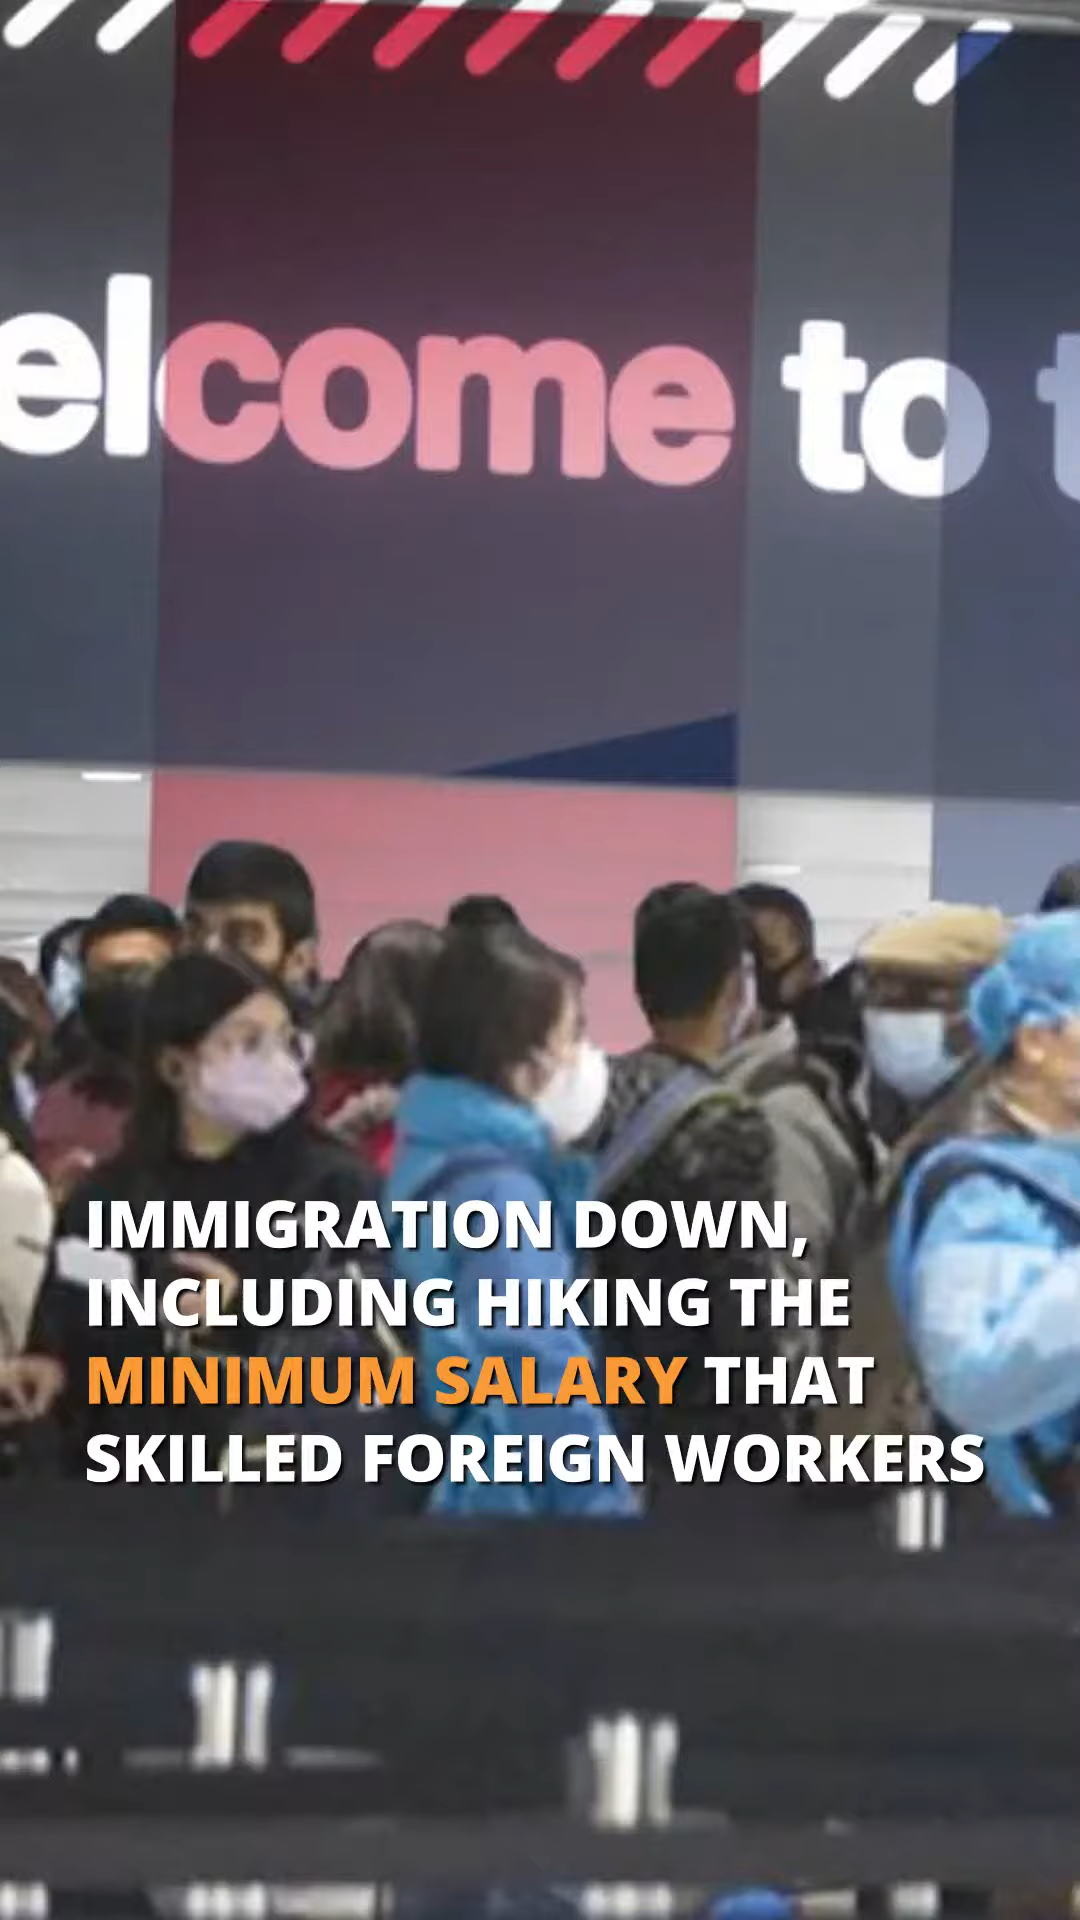 elcome to t
IMMIGRATION DOWN,
INCLUDING HIKING THE
MINIMUM SALARY THAT
SKILLED FOREIGN WORKERS